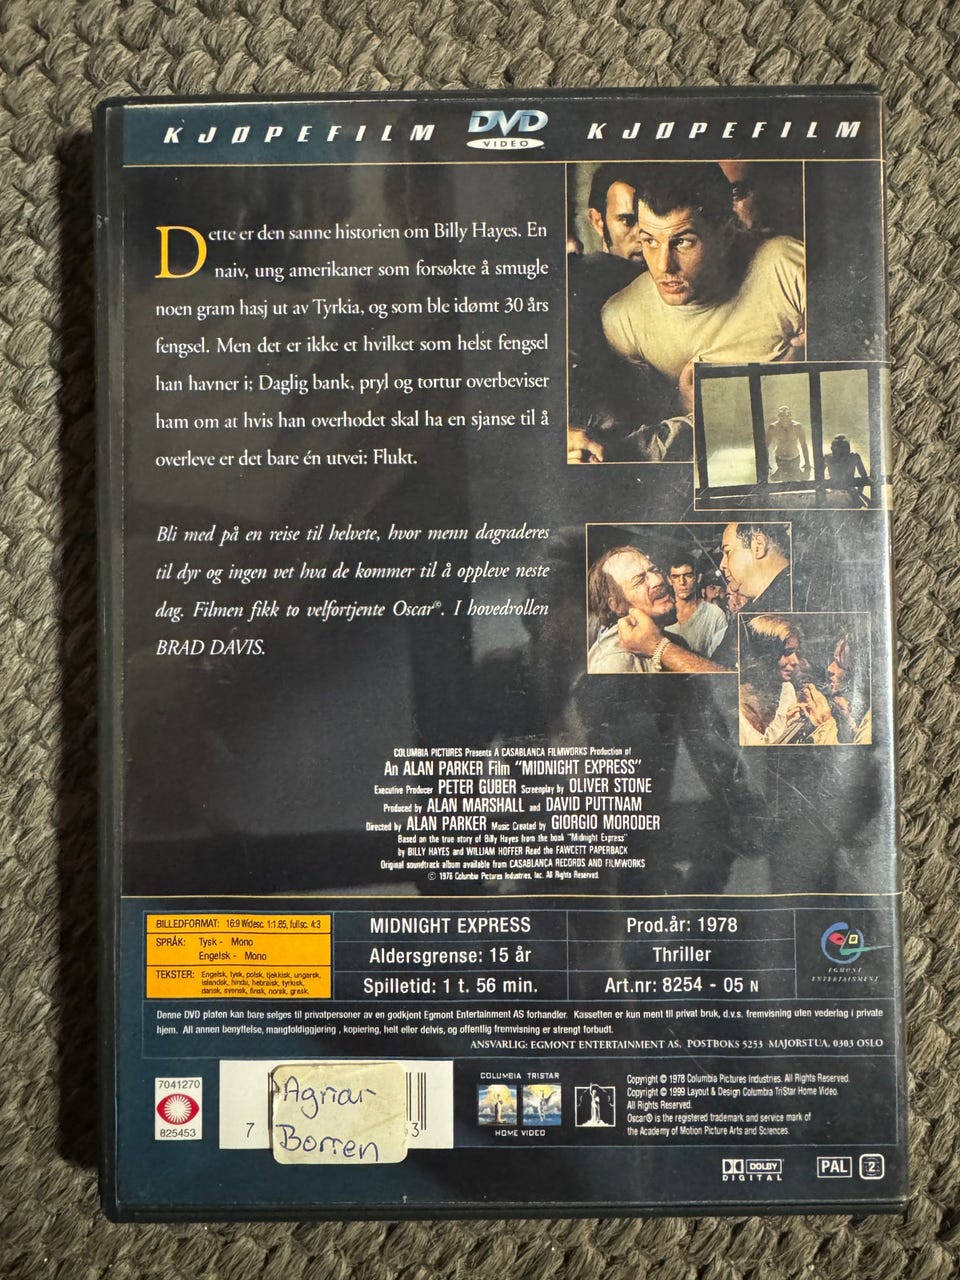 KJØPEFILM DVD VIDEO KJØPEFILM
Dette er den sanne historien om Billy Hayes. En
naiv, ung amerikaner som forsøkte å smugle
noen gram hasj ut av Tyrkia, og som ble idømt 30 års
fengsel. Men det er ikke et hvilket som helst fengsel
han havner i; Daglig bank, pryl og tortur overbeviser
ham om at hvis han overhodet skal ha en sjanse til å
overleve er det bare én utvei: Flukt.
Bli med på en reise til helvete, hvor menn dagraderes
til dyr og ingen vet hva de kommer til å oppleve neste
dag. Filmen fikk to velfortjente Oscar®. I hovedrollen
BRAD DAVIS.
COLUMBIA PICTURES Presents A CASABLANCA FILMWORKS Production of
An ALAN PARKER Film "MIDNIGHT EXPRESS"
Executive Producer PETER GUBER Screenplay by OLIVER STONE
Produced by ALAN MARSHALL and DAVID PUTTNAM
Directed by ALAN PARKER Music Created by GIORGIO MORODER
Based on the true story of Billy Hayes from the book "Midnight Express"
by BILLY HAYES and WILLIAM HOFFER Read the FAWCETT PAPERBACK
Original soundtrack album available from CASABLANCA RECORDS AND FILMWORKS
© 1978 Columbia Pictures Industries, Inc. All Rights Reserved.
BILLEDFORMAT: 16:9 Widesc. 1:1.85, fullsc. 4:3
SPRÅK: Tysk - Mono
Engelsk - Mono
TEKSTER: Engelsk, tysk, polsk, tjekkisk, ungarsk,
islandsk, hindu, hebraisk, tyrkisk,
dansk, svensk, finsk, norsk, gresk.
MIDNIGHT EXPRESS
Aldersgrense: 15 år
Spilletid: 1 t. 56 min.
Prod.år: 1978
Thriller
Art.nr: 8254 - 05 N
EGMONT
ENTERTAINMENT
Denne DVD platen kan bare selges til privatpersoner av en godkjent Egmont Entertainment AS forhandler. Kassetten er kun ment til privat bruk, d.v.s. fremvisning uten vederlag i private
hjem. All annen benyttelse, mangfoldiggjøring, kopiering, helt eller delvis, og offentlig fremvisning er strengt forbudt.
ANSVARLIG: EGMONT ENTERTAINMENT AS, POSTBOKS 5253 MAJORSTUA, 0303 OSLO
7041270
825453
7
3
Agnar
Borren
COLUMBIA TRISTAR
HOME VIDEO
Copyright © 1978 Columbia Pictures Industries. All Rights Reserved.
Copyright © 1999 Layout & Design Columbia TriStar Home Video.
All Rights Reserved.
Oscar® is the registered trademark and service mark of
the Academy of Motion Picture Arts and Sciences.
DOLBY
DIGITAL
PAL 2